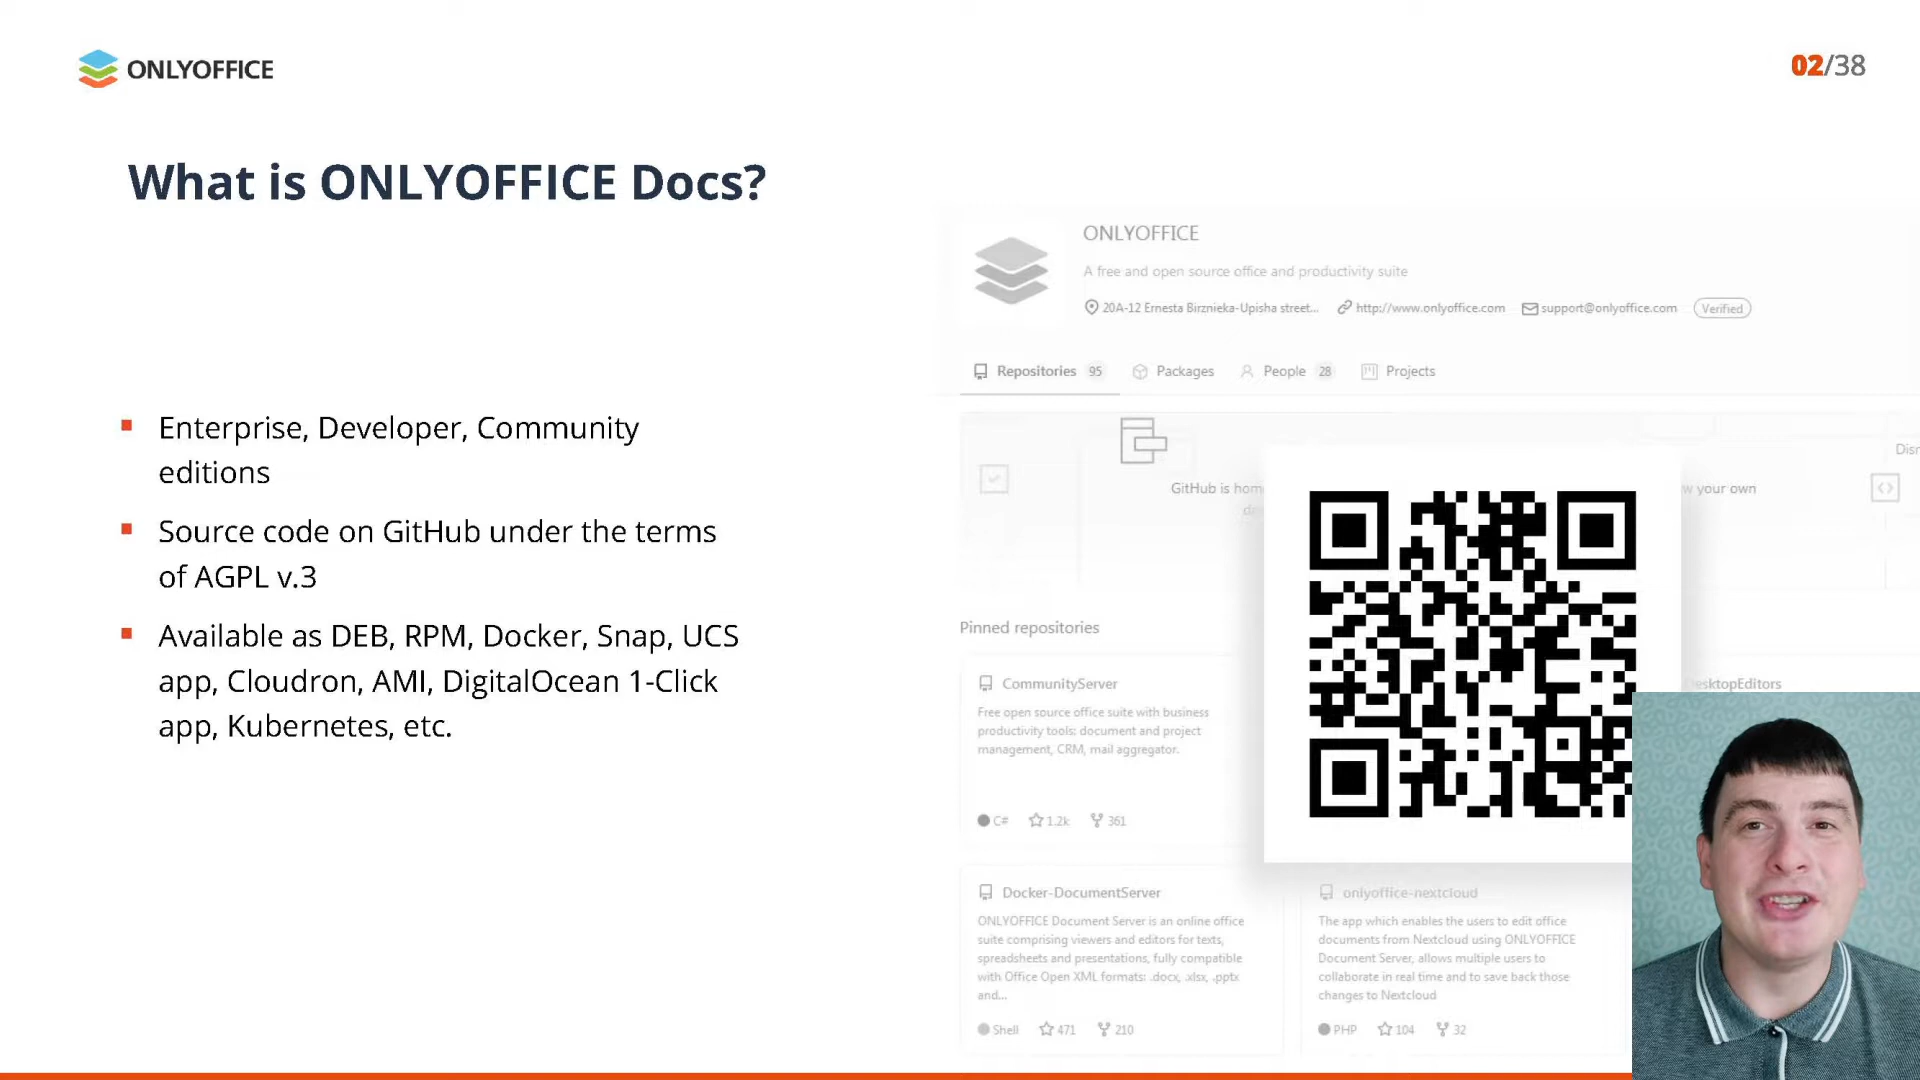 ONLYOFFICE
02/38
What is ONLYOFFICE Docs?
Enterprise, Developer, Community
editions
Source code on GitHub under the terms
of AGPL v.3
Available as DEB, RPM, Docker, Snap, UCS
app, Cloudron, AMI, DigitalOcean 1-Click
app, Kubernetes, etc.
ONLYOFFICE
A free and open source office and productivity suite
20A-12 Ernesta Birznieka-Upisha street... http://www.onlyoffice.com support@onlyoffice.com Verified
Repositories 95 Packages People 28 Projects
GitHub is your own
Pinned repositories
CommunityServer
Free open source office suite with business
productivity tools: document and project
management, CRM, mail aggregator.
C# 1.2k 361
DesktopEditors
Docker-DocumentServer
ONLYOFFICE Document Server is an online office
suite comprising viewers and editors for texts,
spreadsheets and presentations, fully compatible
with Office Open XML formats: .docx, .xlsx, .pptx
and...
Shell 471 210
onlyoffice-nextcloud
The app which enables the users to edit office
documents from Nextcloud using ONLYOFFICE
Document Server, allows multiple users to
collaborate in real time and to save back those
changes to Nextcloud
PHP 104 32